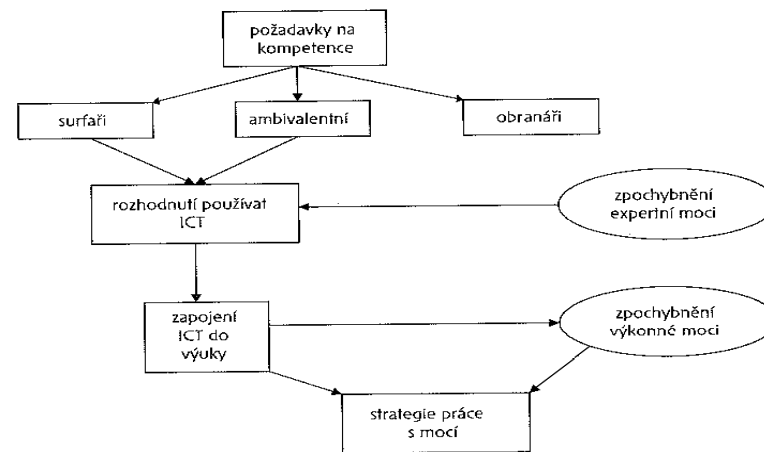 požadavky na
kompetence
surfaři
ambivalentní
obranáři
rozhodnutí používat
ICT
zpochybnění
expertní moci
zapojení
ICT do
výuky
zpochybnění
výkonné moci
strategie práce
s mocí